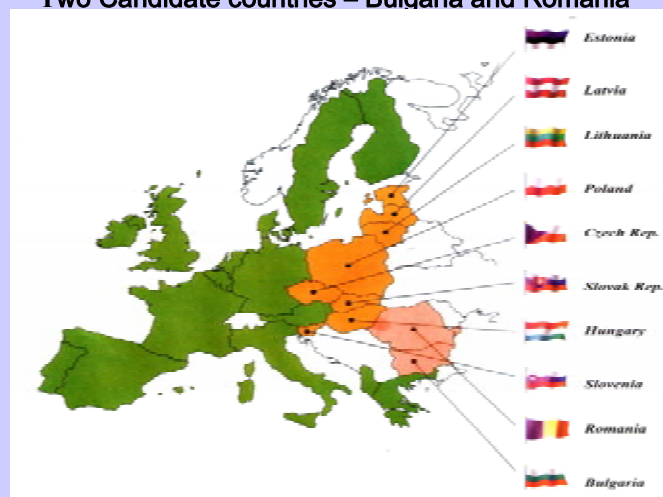 Two Candidate countries – Bulgaria and Romania
Estonia
Latvia
Lithuania
Poland
Czech Rep.
Slovak Rep.
Hungary
Slovenia
Romania
Bulgaria